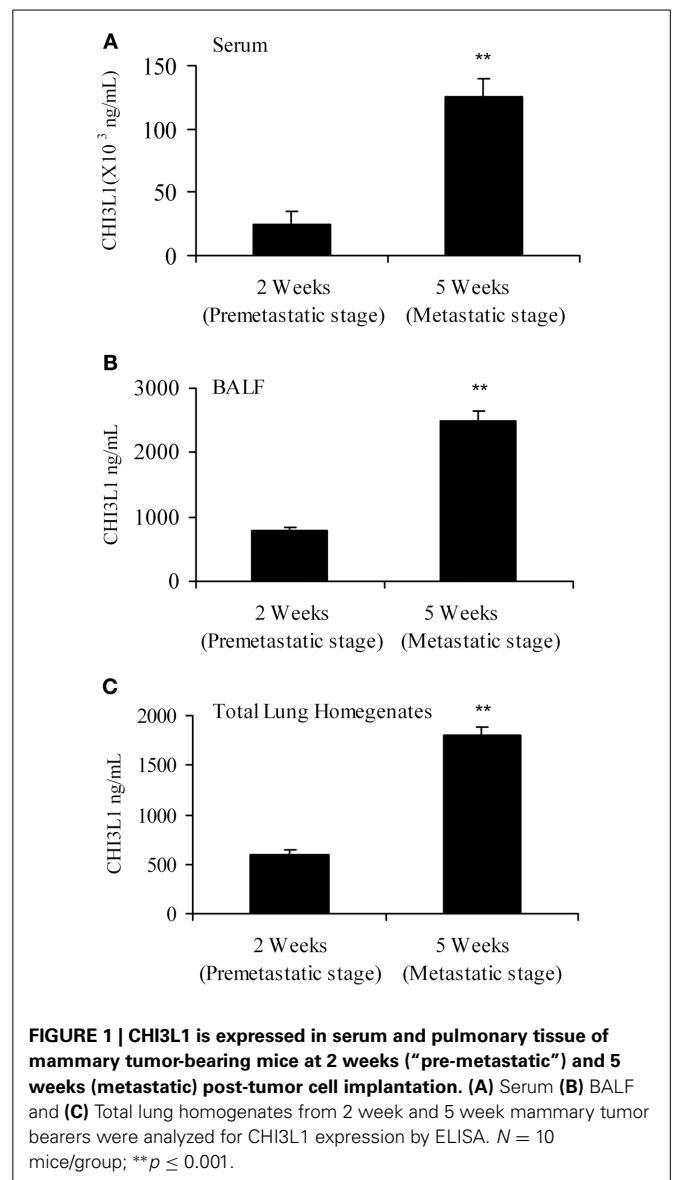 A
Serum
**
150
100
50
0
CHI3L1(X10 3 ng/mL)
2 Weeks
(Premetastatic stage)
5 Weeks
(Metastatic stage)
B
BALF
**
3000
2000
1000
0
CHI3L1 ng/mL
2 Weeks
(Premetastatic stage)
5 Weeks
(Metastatic stage)
C
Total Lung Homegenates
**
2000
1500
1000
500
0
CHI3L1 ng/mL
2 Weeks
(Premetastatic stage)
5 Weeks
(Metastatic stage)
FIGURE 1 | CHI3L1 is expressed in serum and pulmonary tissue of
mammary tumor-bearing mice at 2 weeks (“pre-metastatic”) and 5
weeks (metastatic) post-tumor cell implantation. (A) Serum (B) BALF
and (C) Total lung homogenates from 2 week and 5 week mammary tumor
bearers were analyzed for CHI3L1 expression by ELISA. N = 10
mice/group; **p ≤ 0.001.